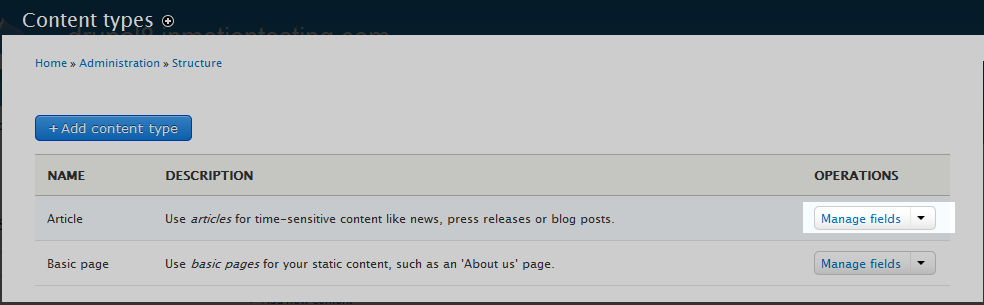 Content types
drupal8.inmotiontesting.com
Home » Administration » Structure
+ Add content type
NAME DESCRIPTION OPERATIONS
Article Use articles for time-sensitive content like news, press releases or blog posts. Manage fields
Basic page Use basic pages for your static content, such as an 'About us' page. Manage fields